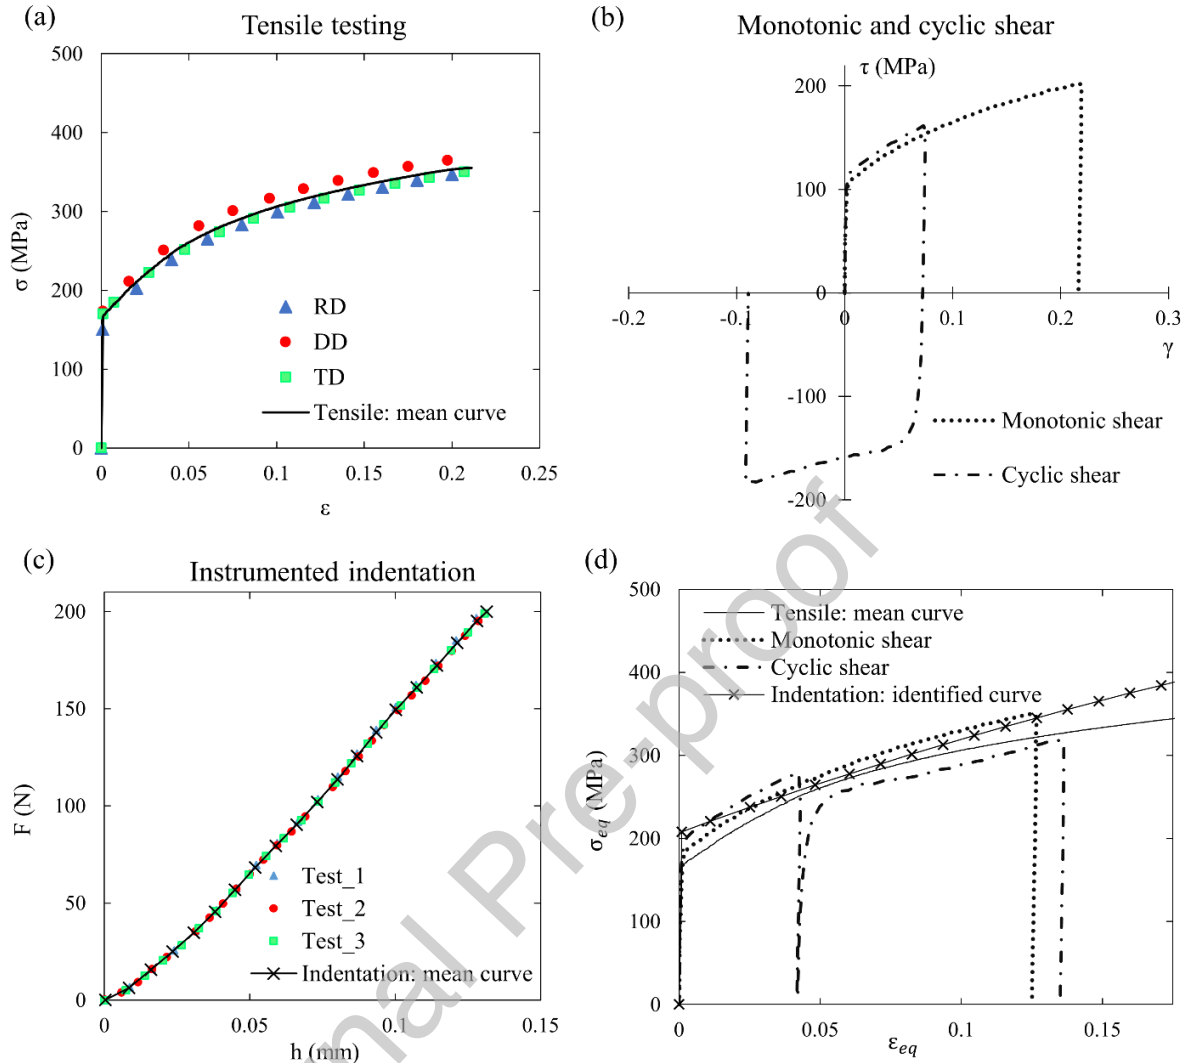 (a)
Tensile testing
500
400
300
200
100
0
σ (MPa)
RD
DD
TD
Tensile: mean curve
0
0.05
0.1
0.15
0.2
0.25
ε
(b)
Monotonic and cyclic shear
τ (MPa)
200
100
0
-100
-200
-0.2
-0.1
0
0.1
0.2
0.3
γ
Monotonic shear
Cyclic shear
(c)
Instrumented indentation
200
150
100
50
0
F (N)
Test_1
Test_2
Test_3
Indentation: mean curve
0
0.05
0.1
0.15
h (mm)
(d)
500
400
300
200
100
0
σeq (MPa)
Tensile: mean curve
Monotonic shear
Cyclic shear
Indentation: identified curve
0
0.05
0.1
0.15
εeq
nal Pre-proof